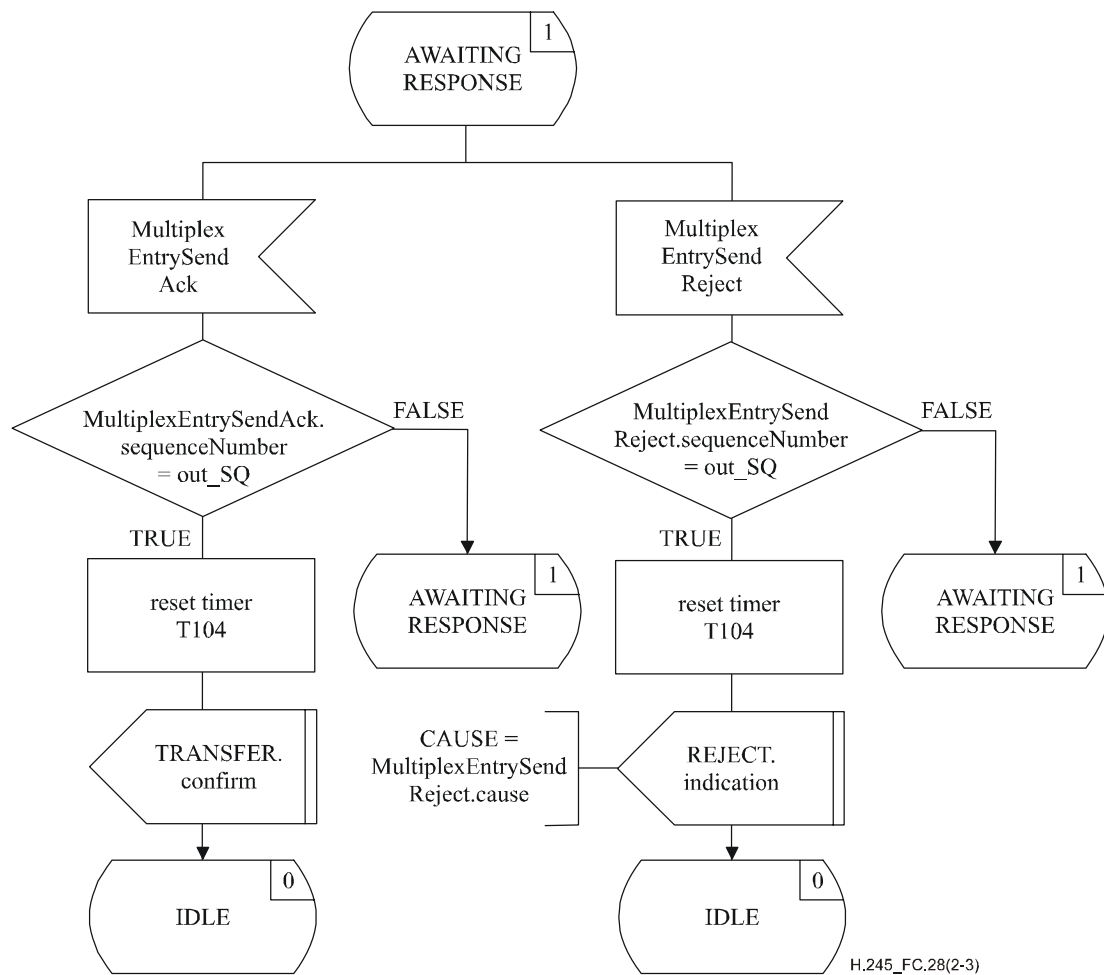 1
AWAITING
RESPONSE
Multiplex
EntrySend
Ack
Multiplex
EntrySend
Reject
MultiplexEntrySendAck.
sequenceNumber
= out_SQ
FALSE
MultiplexEntrySend
Reject.sequenceNumber
= out_SQ
FALSE
TRUE
TRUE
reset timer
T104
1
AWAITING
RESPONSE
reset timer
T104
1
AWAITING
RESPONSE
TRANSFER.
confirm
CAUSE =
MultiplexEntrySend
Reject.cause
REJECT.
indication
0
IDLE
0
IDLE
H.245_FC.28(2-3)